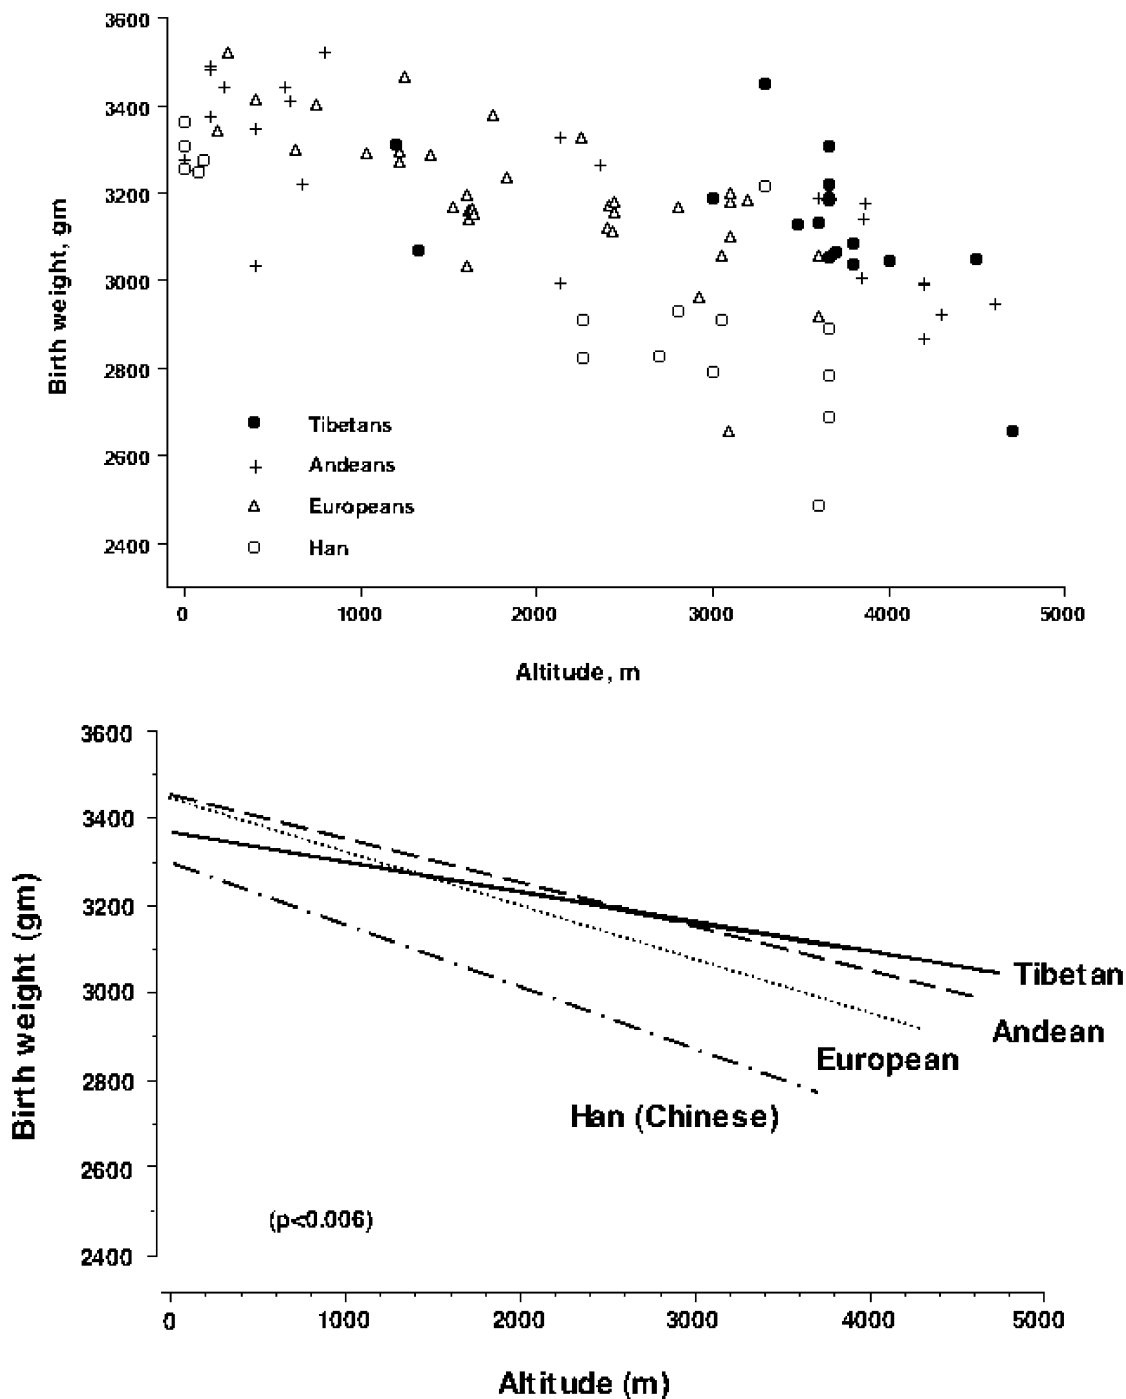 3600
3400
3200
3000
2800
2600
2400
Birth weight, gm
Tibetans
Andeans
Europeans
Han
0 1000 2000 3000 4000 5000
Altitude, m
3600
3400
3200
3000
2800
2600
2400
Birth weight (gm)
Tibetan
Andean
European
Han (Chinese)
(p<0.006)
0 1000 2000 3000 4000 5000
Altitude (m)